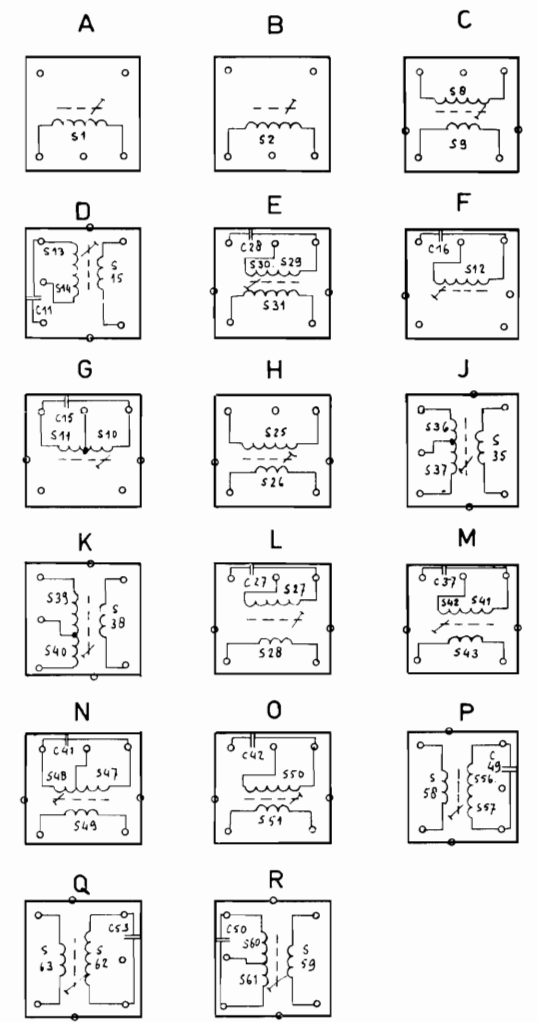 A B C
S1
S2
S8
S9
D E F
S13
S14
C11
S
15
C28
S30. S29
S31
C16
S12
G H J
C15
S11 S10
S25
S26
S36
S37
S
35
K L M
S39
S40
S
38
C27
S27
S28
C37
S42 S41
S43
N O P
C41
S48 S47
S49
C42
S50
S51
S
58
C
49
S56.
S57
Q R
S
63
S
62
C53
C50
S60
S61
S
59